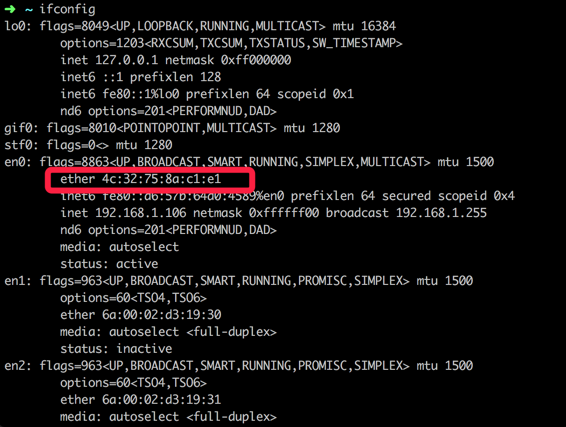 ➜ ~ ifconfig
lo0: flags=8049<UP,LOOPBACK,RUNNING,MULTICAST> mtu 16384
options=1203<RXCSUM,TXCSUM,TXSTATUS,SW_TIMESTAMP>
inet 127.0.0.1 netmask 0xff000000
inet6 ::1 prefixlen 128
inet6 fe80::1%lo0 prefixlen 64 scopeid 0x1
nd6 options=201<PERFORMNUD,DAD>
gif0: flags=8010<POINTOPOINT,MULTICAST> mtu 1280
stf0: flags=0<> mtu 1280
en0: flags=8863<UP,BROADCAST,SMART,RUNNING,SIMPLEX,MULTICAST> mtu 1500
ether 4c:32:75:8a:c1:e1
inet6 fe80::a6:57b:64a0:4589%en0 prefixlen 64 secured scopeid 0x4
inet 192.168.1.106 netmask 0xffffff00 broadcast 192.168.1.255
nd6 options=201<PERFORMNUD,DAD>
media: autoselect
status: active
en1: flags=963<UP,BROADCAST,SMART,RUNNING,PROMISC,SIMPLEX> mtu 1500
options=60<TSO4,TSO6>
ether 6a:00:02:d3:19:30
media: autoselect <full-duplex>
status: inactive
en2: flags=963<UP,BROADCAST,SMART,RUNNING,PROMISC,SIMPLEX> mtu 1500
options=60<TSO4,TSO6>
ether 6a:00:02:d3:19:31
media: autoselect <full-duplex>